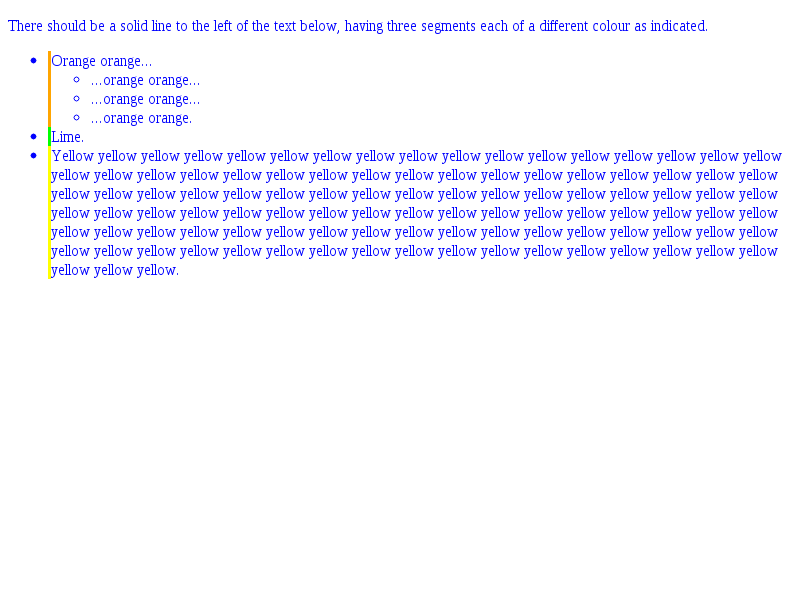 There should be a solid line to the left of the text below, having three segments each of a different colour as indicated.
Orange orange...
...orange orange...
...orange orange...
...orange orange.
Lime.
Yellow yellow yellow yellow yellow yellow yellow yellow yellow yellow yellow yellow yellow yellow yellow yellow yellow
yellow yellow yellow yellow yellow yellow yellow yellow yellow yellow yellow yellow yellow yellow yellow yellow yellow
yellow yellow yellow yellow yellow yellow yellow yellow yellow yellow yellow yellow yellow yellow yellow yellow yellow
yellow yellow yellow yellow yellow yellow yellow yellow yellow yellow yellow yellow yellow yellow yellow yellow yellow
yellow yellow yellow yellow yellow yellow yellow yellow yellow yellow yellow yellow yellow yellow yellow yellow yellow
yellow yellow yellow yellow yellow yellow yellow yellow yellow yellow yellow yellow yellow yellow yellow yellow yellow
yellow yellow yellow.